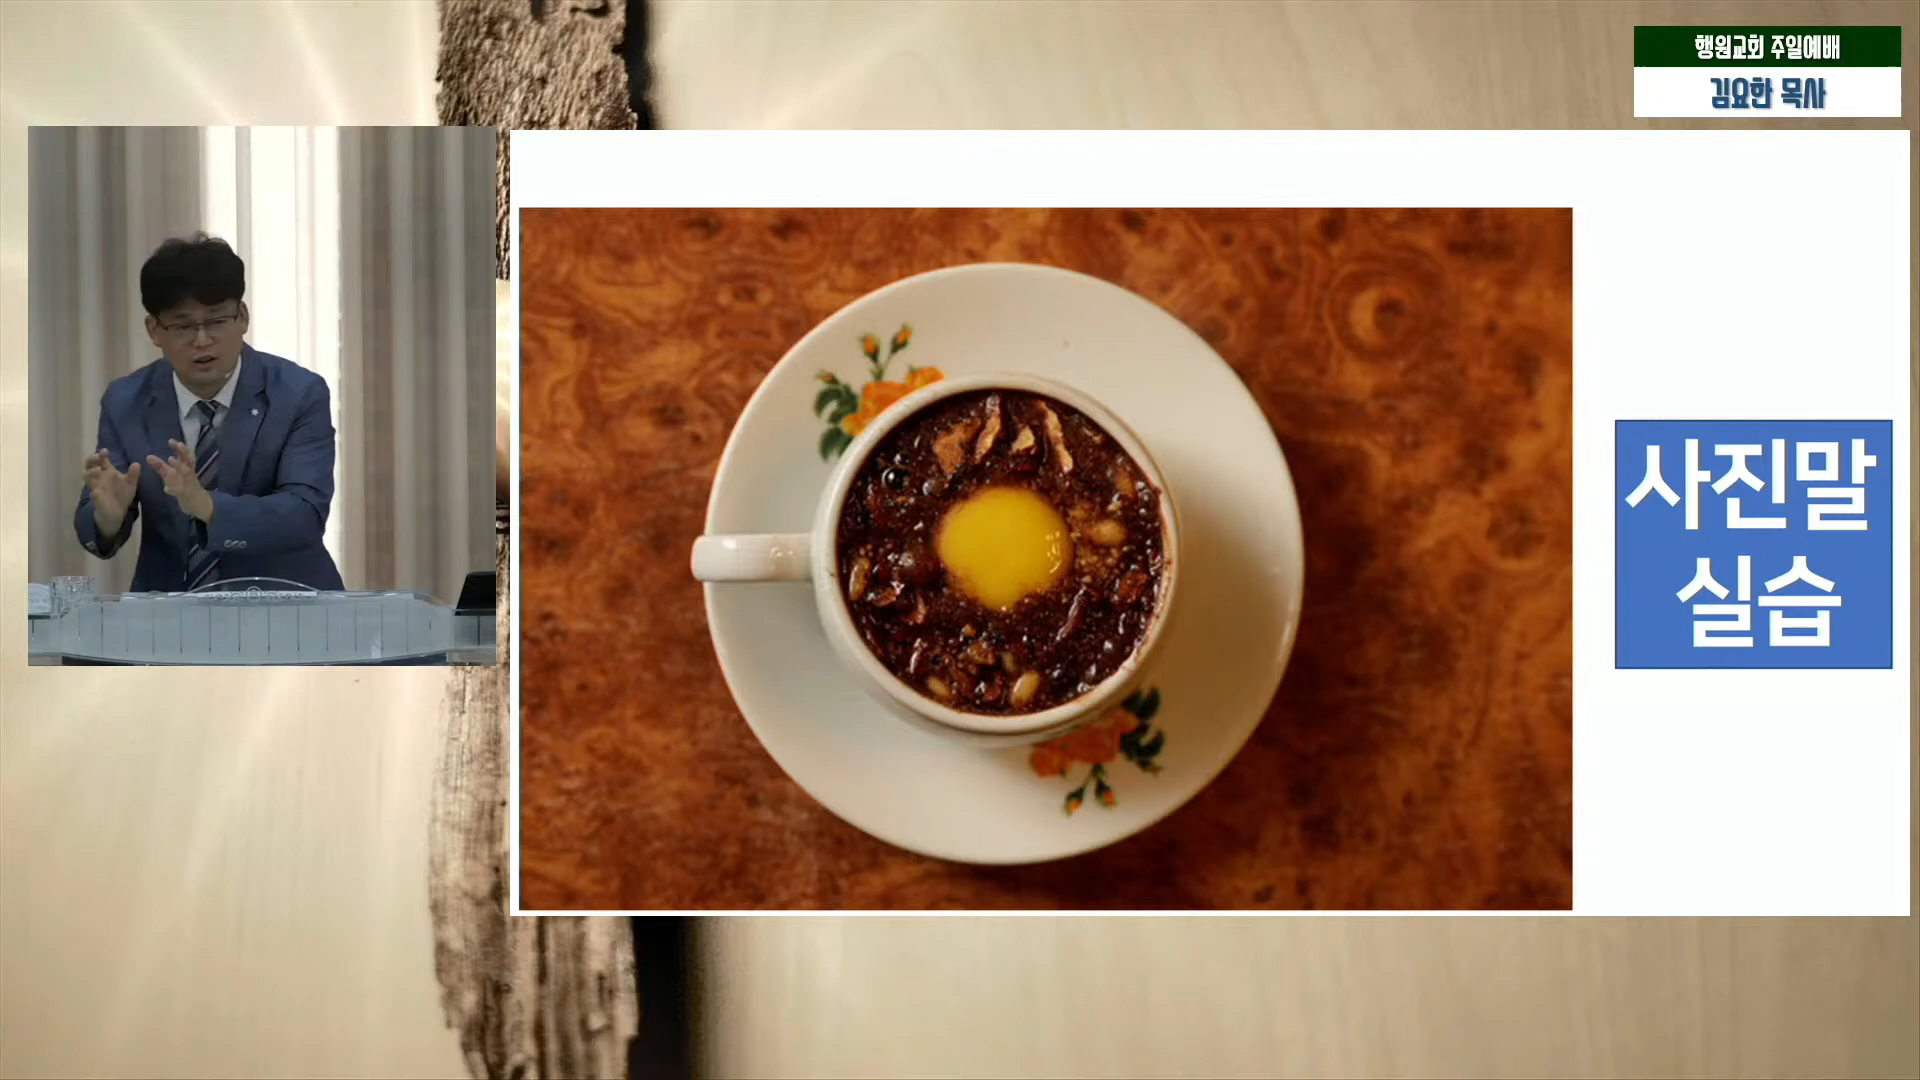 행원교회 주일예배
김요한 목사
사진말
실습